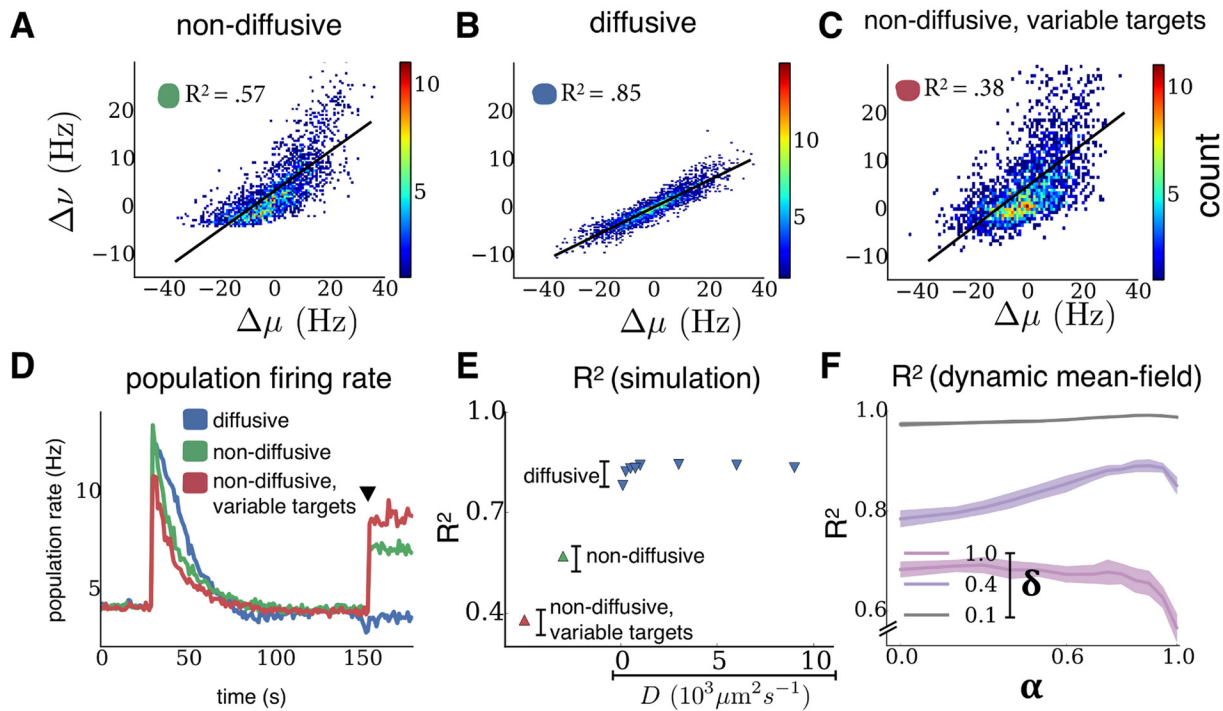 A
non-diffusive
R² = .57
Δν (Hz)
20
10
0
−10
−40 −20 0 20 40
Δμ (Hz)
10
5
B
diffusive
R² = .85
−40 −20 0 20 40
Δμ (Hz)
10
5
C
non-diffusive, variable targets
R² = .38
20
10
0
−10
−40 −20 0 20 40
Δμ (Hz)
10
5
count
D
population firing rate
diffusive
non-diffusive
non-diffusive,
variable targets
population rate (Hz)
10
5
0 50 100 150
time (s)
E
R² (simulation)
R²
1.0
0.7
0.4
diffusive
non-diffusive
non-diffusive,
variable targets
0 5 10
D (10³μm²s⁻¹)
F
R² (dynamic mean-field)
R²
1.0
0.8
0.6
1.0
0.4
0.1
δ
0.0 0.6 1.0
α